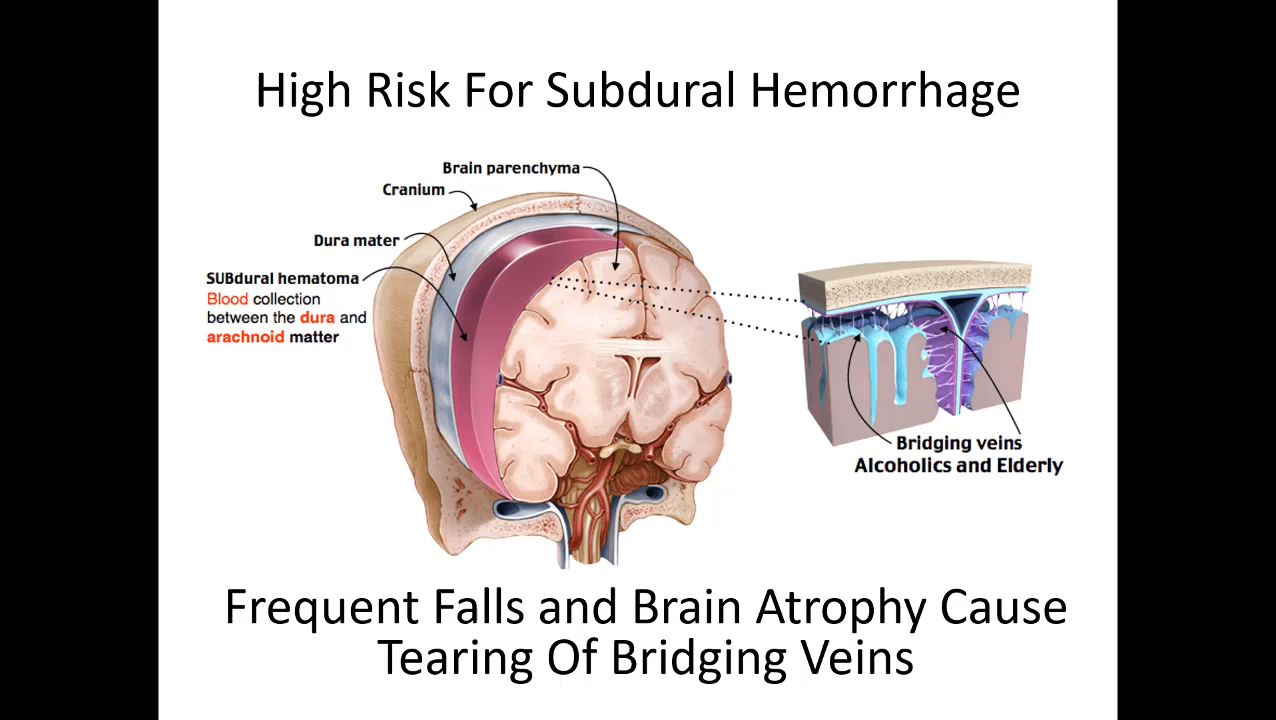 High Risk For Subdural Hemorrhage
Brain parenchyma
Cranium
Dura mater
SUBdural hematoma
Blood collection
between the dura and
arachnoid matter
Bridging veins
Alcoholics and Elderly
Frequent Falls and Brain Atrophy Cause
Tearing Of Bridging Veins